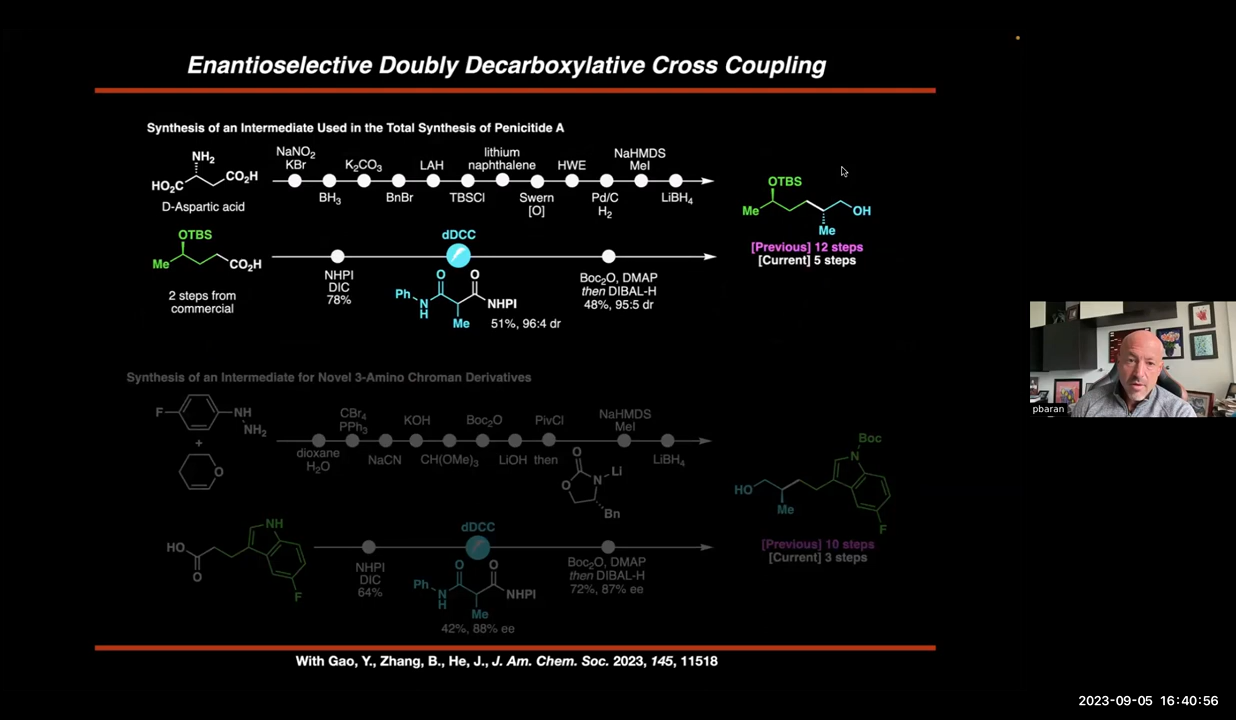 Enantioselective Doubly Decarboxylative Cross Coupling
Synthesis of an Intermediate Used in the Total Synthesis of Penicitide A
NH2
HO2C
CO2H
D-Aspartic acid
NaNO2
KBr
BH3
K2CO3
BnBr
LAH
TBSCl
lithium
naphthalene
Swern
[O]
HWE
Pd/C
H2
NaHMDS
MeI
LiBH4
OTBS
Me
OH
Me
[Previous] 12 steps
[Current] 5 steps
OTBS
Me
CO2H
2 steps from
commercial
NHPI
DIC
78%
dDCC
O
O
Ph
N
H
NHPI
Me
51%, 96:4 dr
Boc2O, DMAP
then DIBAL-H
48%, 95:5 dr
Synthesis of an Intermediate for Novel 3-Amino Chroman Derivatives
F
NH
NH2
+
O
dioxane
H2O
CBr4
PPh3
NaCN
KOH
CH(OMe)3
Boc2O
LiOH then
PivCl
O
O
N
Li
Bn
NaHMDS
MeI
LiBH4
Boc
N
HO
Me
F
[Previous] 10 steps
[Current] 3 steps
HO
O
NH
F
NHPI
DIC
64%
dDCC
O
O
Ph
N
H
NHPI
Me
42%, 88% ee
Boc2O, DMAP
then DIBAL-H
72%, 87% ee
With Gao, Y., Zhang, B., He, J., J. Am. Chem. Soc. 2023, 145, 11518
pbaran
2023-09-05 16:40:56